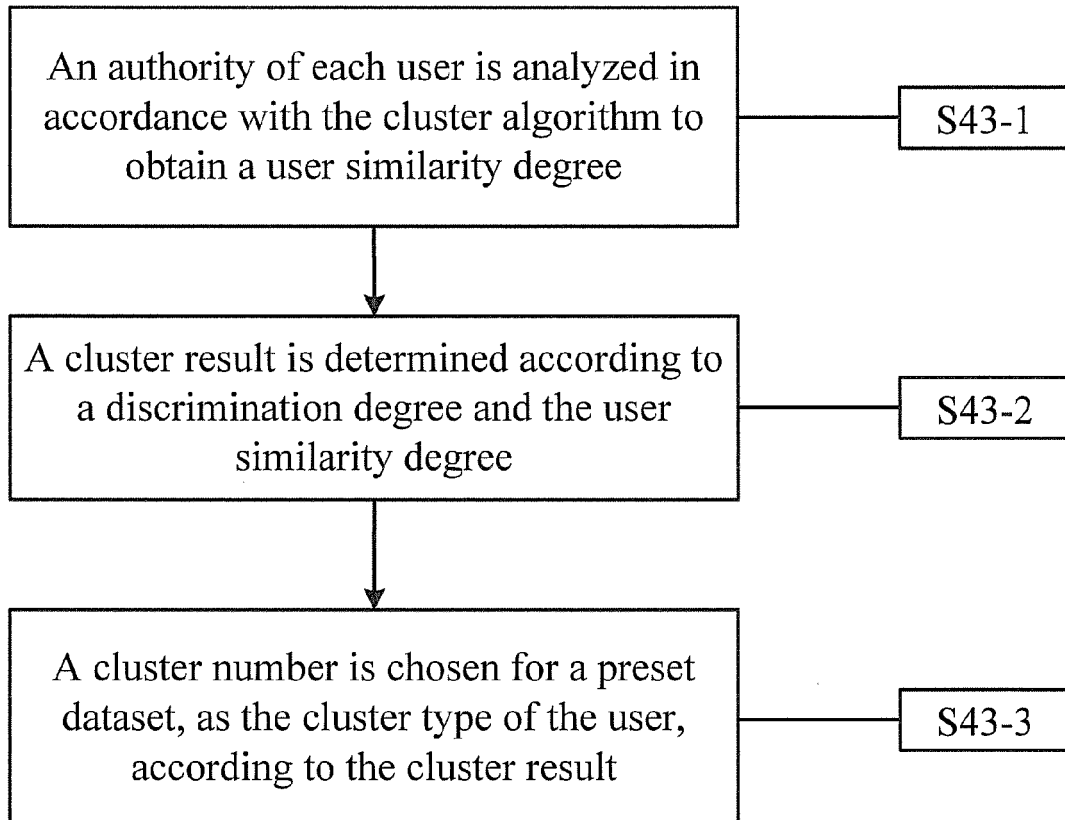 An authority of each user is analyzed in
accordance with the cluster algorithm to
obtain a user similarity degree
S43-1
A cluster result is determined according to
a discrimination degree and the user
similarity degree
S43-2
A cluster number is chosen for a preset
dataset, as the cluster type of the user,
according to the cluster result
S43-3